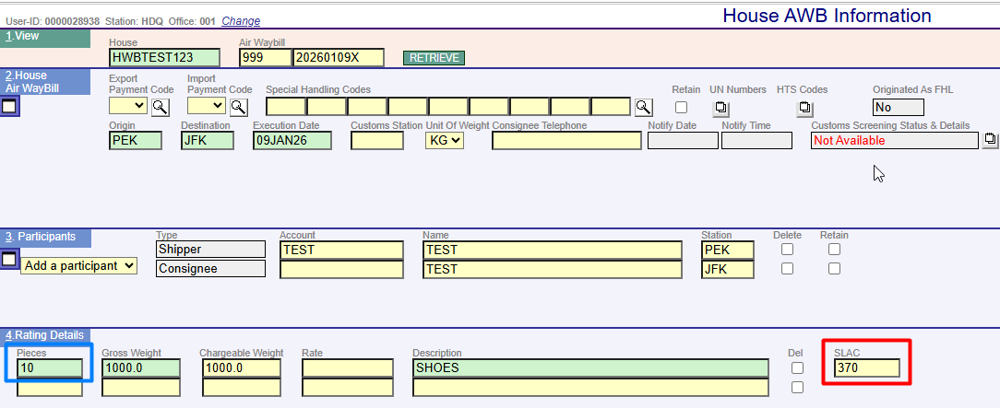 User-ID: 0000028938 Station: HDQ Office: 001 Change
House AWB Information
1.View
House Air Waybill
HWBTEST123 999 20260109X RETRIEVE
2.House
Air WayBill
Export Import
Payment Code Payment Code Special Handling Codes Retain UN Numbers HTS Codes Originated As FHL
No
Origin Destination Execution Date Customs Station Unit Of Weight Consignee Telephone Notify Date Notify Time Customs Screening Status & Details
PEK JFK 09JAN26 KG Not Available
3. Participants
Type Account Name Station Delete Retain
Shipper TEST TEST PEK
Add a participant
Consignee TEST JFK
4.Rating Details
Pieces Gross Weight Chargeable Weight Rate Description Del SLAC
10 1000.0 1000.0 SHOES 370